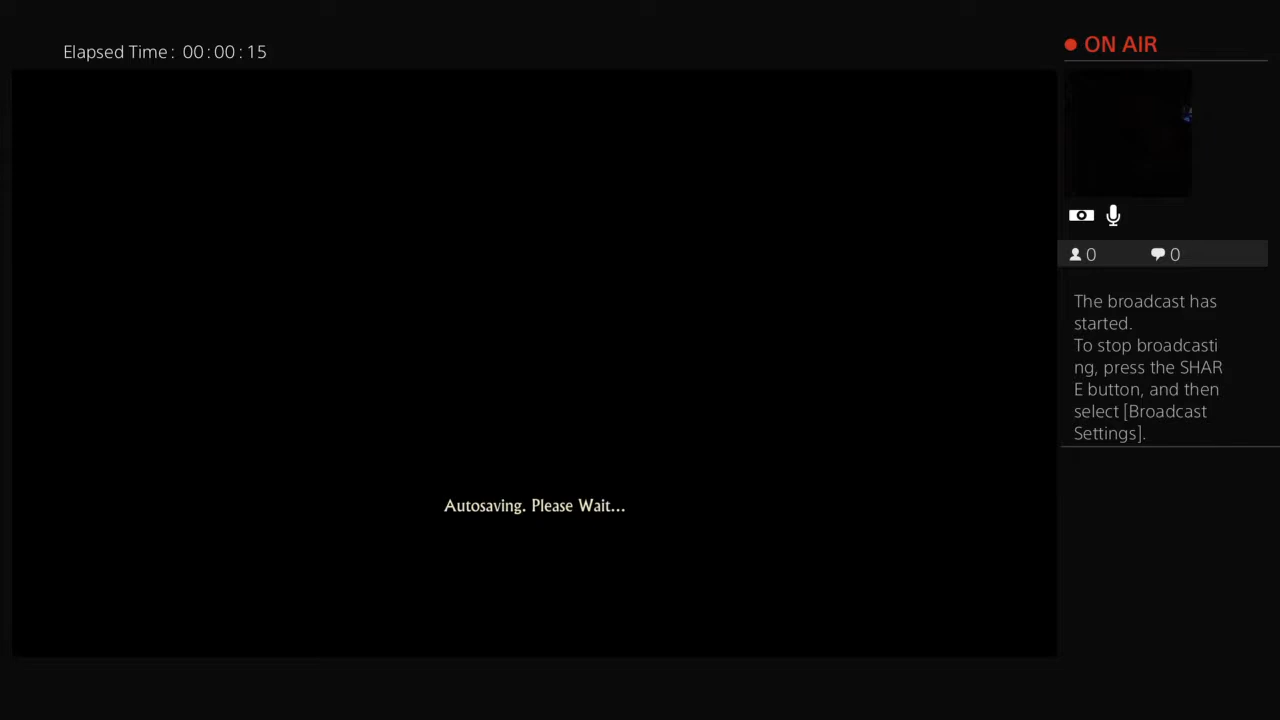 Elapsed Time: 00:00:15
ON AIR
0 0
The broadcast has
started.
To stop broadcasti
ng, press the SHAR
E button, and then
select [Broadcast
Settings].
Autosaving. Please Wait...